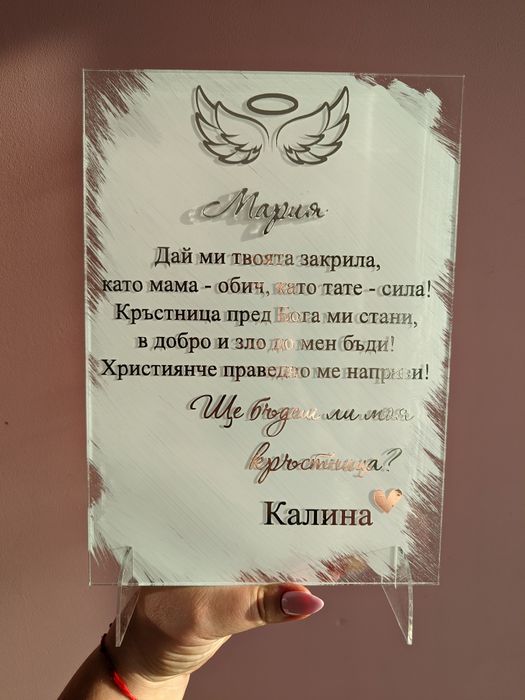 Мария
Дай ми твоята закрила,
като мама - обич, като тате - сила!
Кръстница пред Бога ми стани,
в добро и зло до мен бъди!
Християнче праведно ме направи!
Ще бъдеш ли моя
кръстница?
Калина